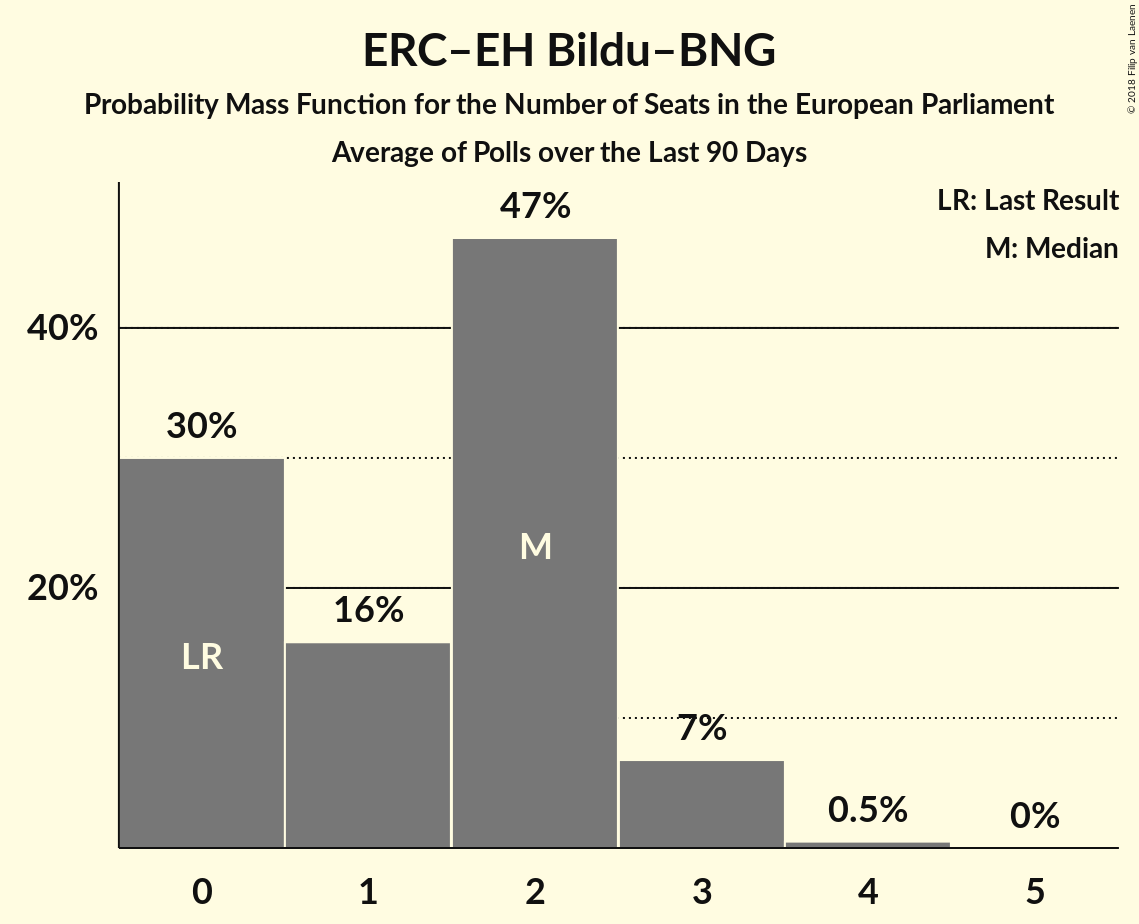 ERC–EH Bildu–BNG
Probability Mass Function for the Number of Seats in the European Parliament
Average of Polls over the Last 90 Days
© 2018 Filip van Laenen
LR: Last Result
M: Median
47%
40%
30%
M
20%
16%
LR
7%
0.5%
0%
0 1 2 3 4 5